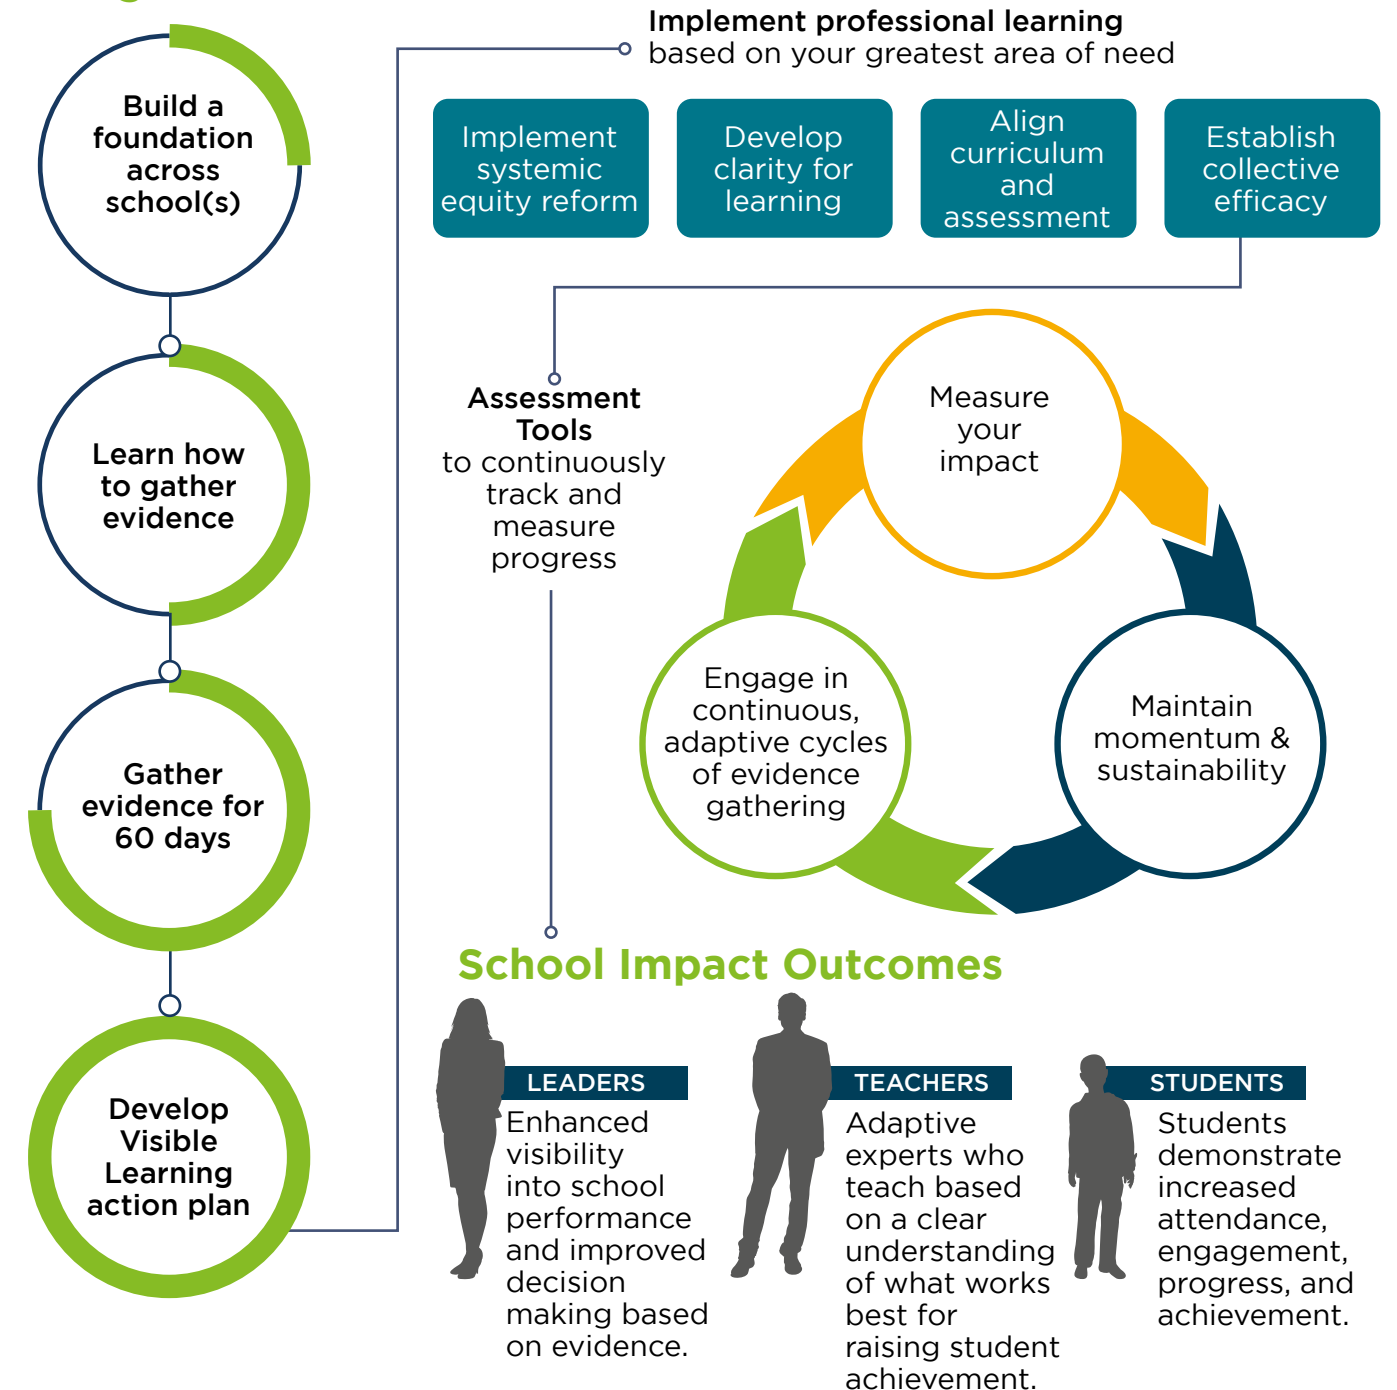 Build a
foundation
across
school(s)
Learn how
to gather
evidence
Gather
evidence for
60 days
Develop
Visible
Learning
action plan
Implement professional learning
based on your greatest area of need
Implement
systemic
equity reform
Develop
clarity for
learning
Align
curriculum
and
assessment
Establish
collective
efficacy
Assessment
Tools
to continuously
track and
measure
progress
Measure
your
impact
Maintain
momentum &
sustainability
Engage in
continuous,
adaptive cycles
of evidence
gathering
School Impact Outcomes
LEADERS
Enhanced
visibility
into school
performance
and improved
decision
making based
on evidence.
TEACHERS
Adaptive
experts who
teach based
on a clear
understanding
of what works
best for
raising student
achievement.
STUDENTS
Students
demonstrate
increased
attendance,
engagement,
progress, and
achievement.